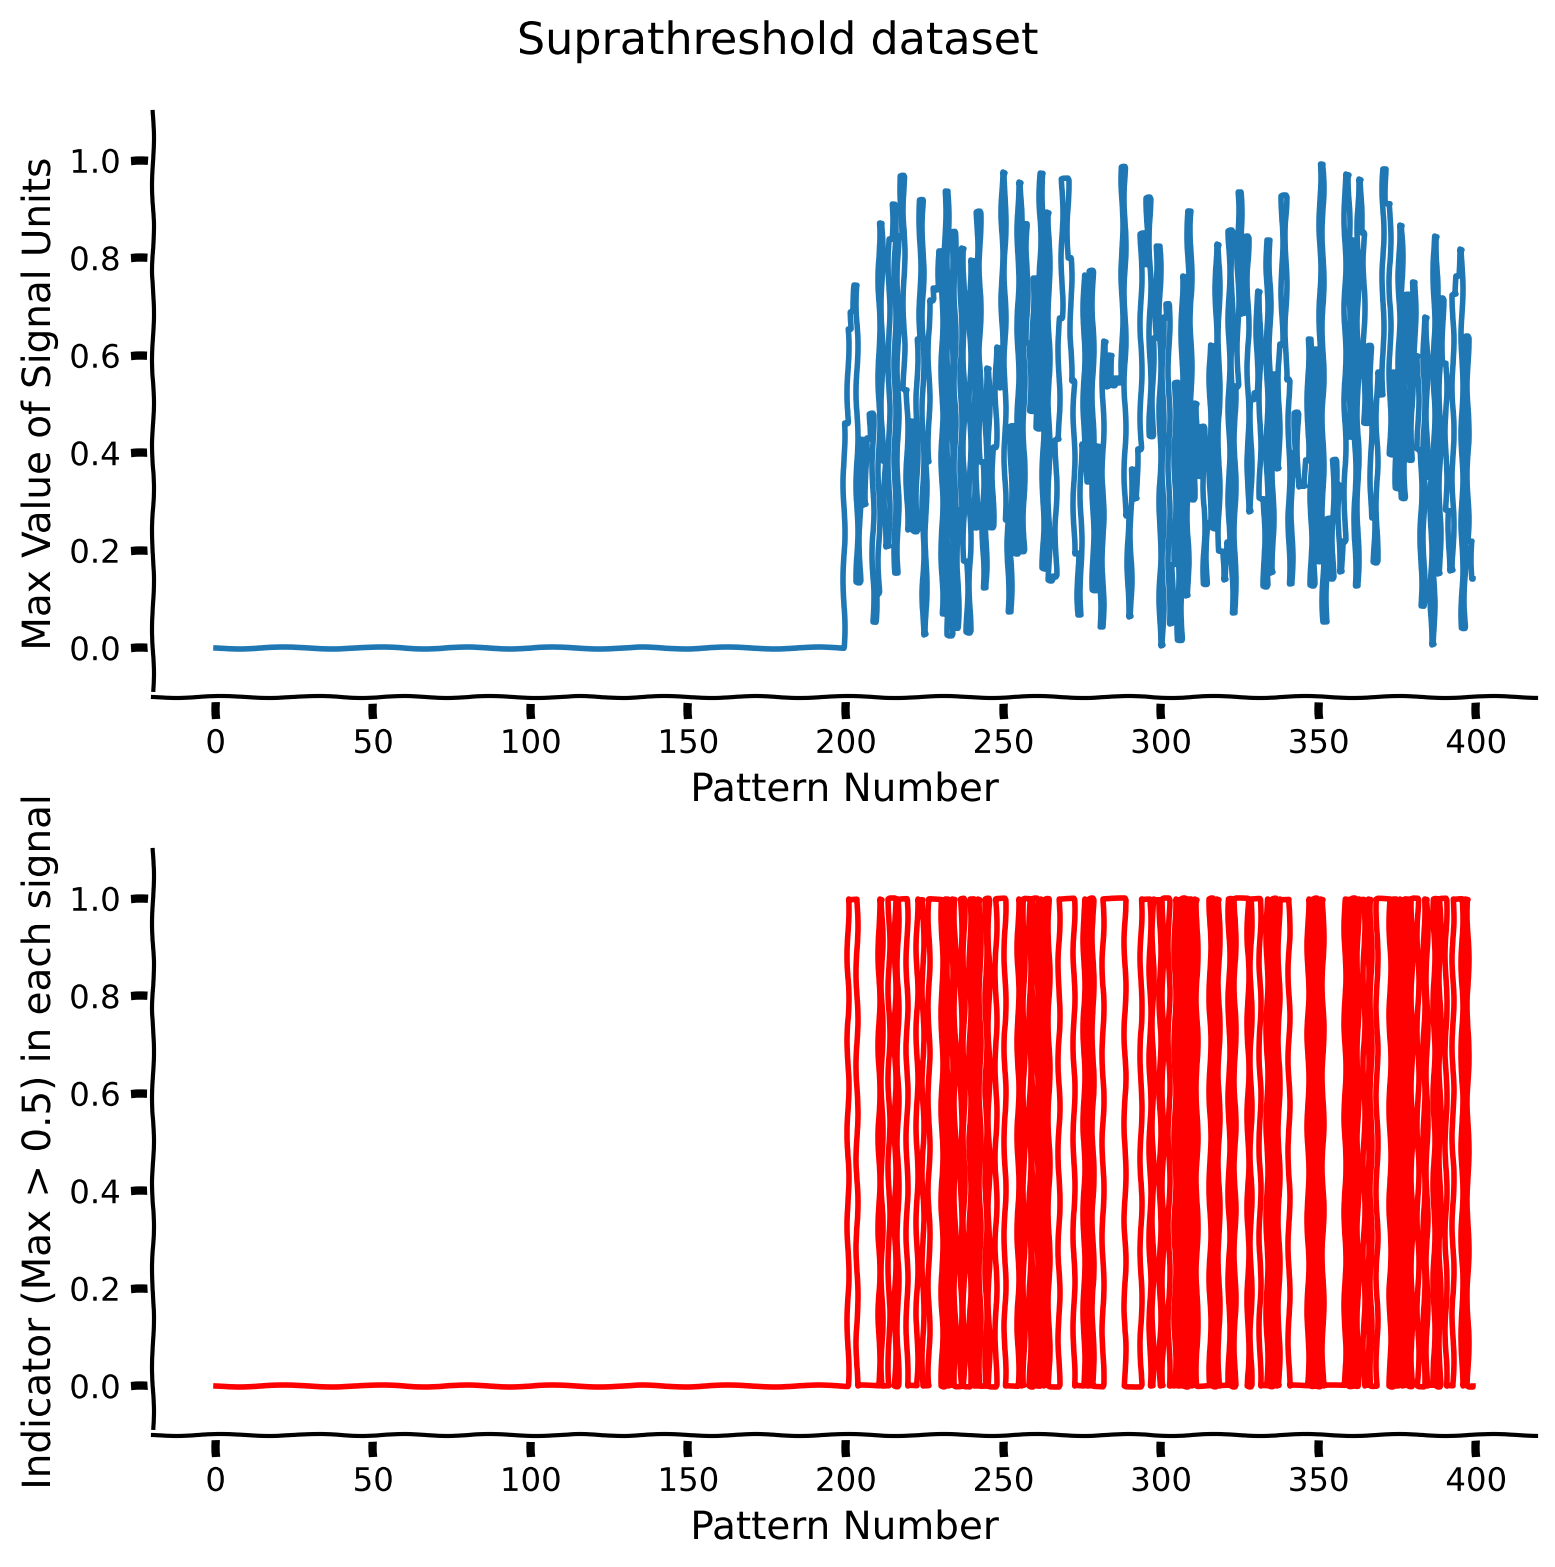 Suprathreshold dataset
Max Value of Signal Units
1.0
0.8
0.6
0.4
0.2
0.0
0 50 100 150 200 250 300 350 400
Pattern Number
Indicator (Max > 0.5) in each signal
1.0
0.8
0.6
0.4
0.2
0.0
0 50 100 150 200 250 300 350 400
Pattern Number